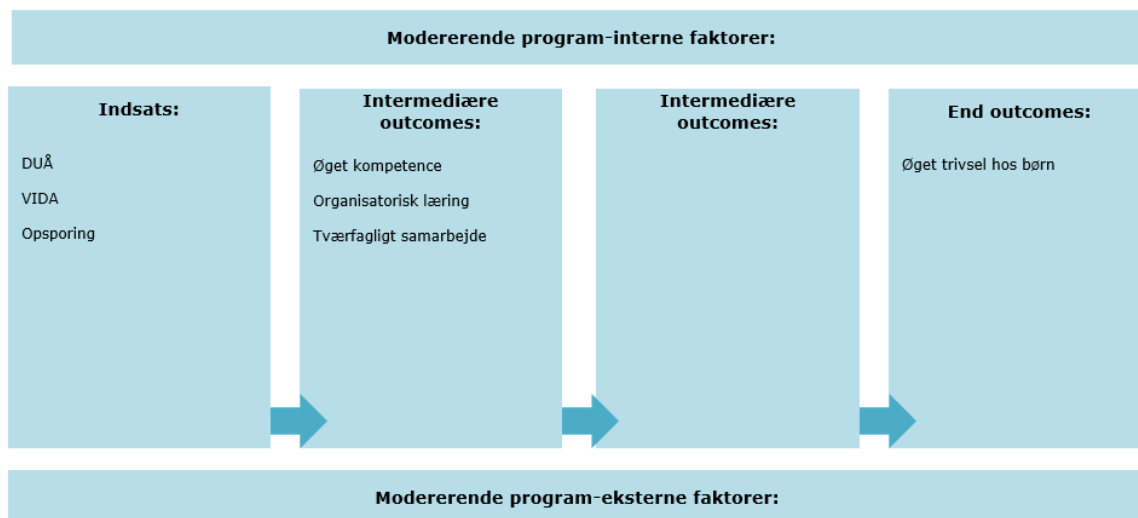 Modererende program-interne faktorer:
Indsats:
DUÅ
VIDA
Opsporing
Intermediære
outcomes:
Øget kompetence
Organisatorisk læring
Tværfagligt samarbejde
Intermediære
outcomes:
End outcomes:
Øget trivsel hos børn
Modererende program-eksterne faktorer: